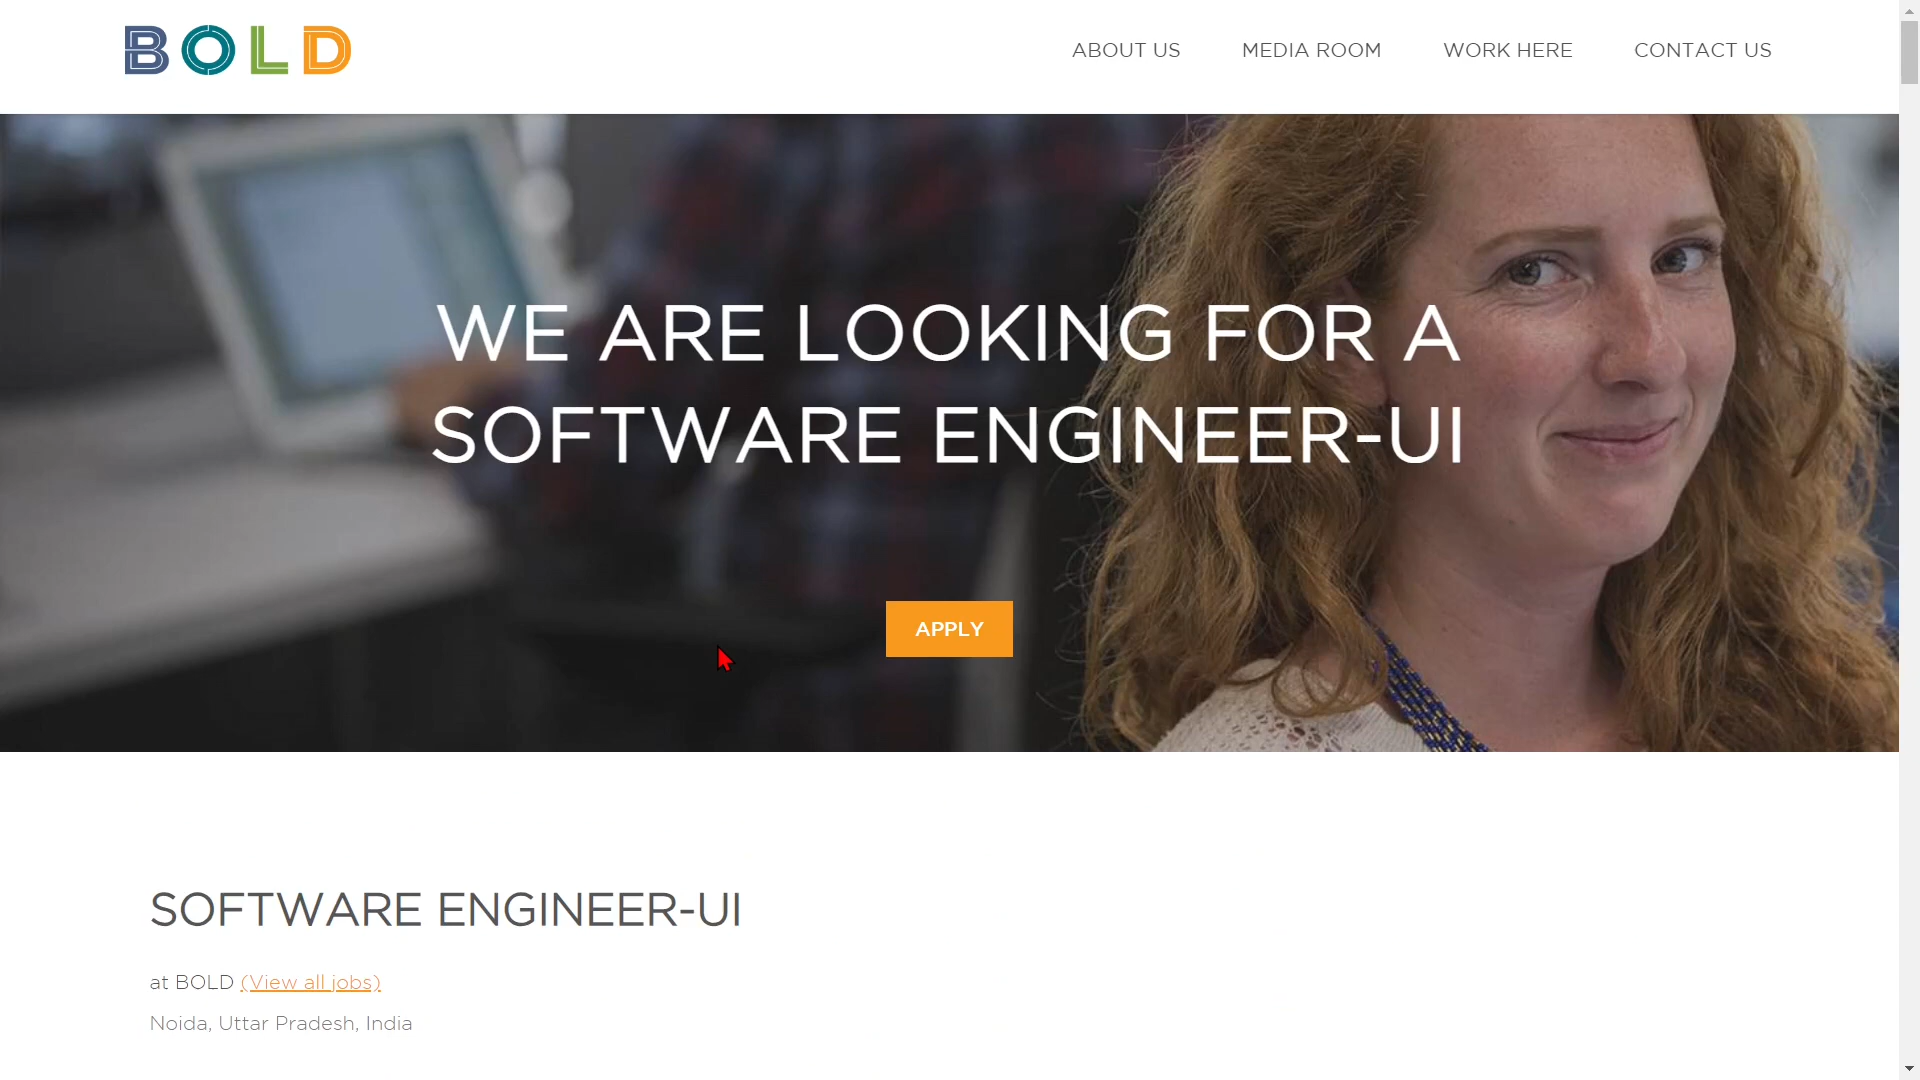 BOLD
ABOUT US
MEDIA ROOM
WORK HERE
CONTACT US
WE ARE LOOKING FOR A
SOFTWARE ENGINEER-UI
APPLY
SOFTWARE ENGINEER-UI
at BOLD (View all jobs)
Noida, Uttar Pradesh, India